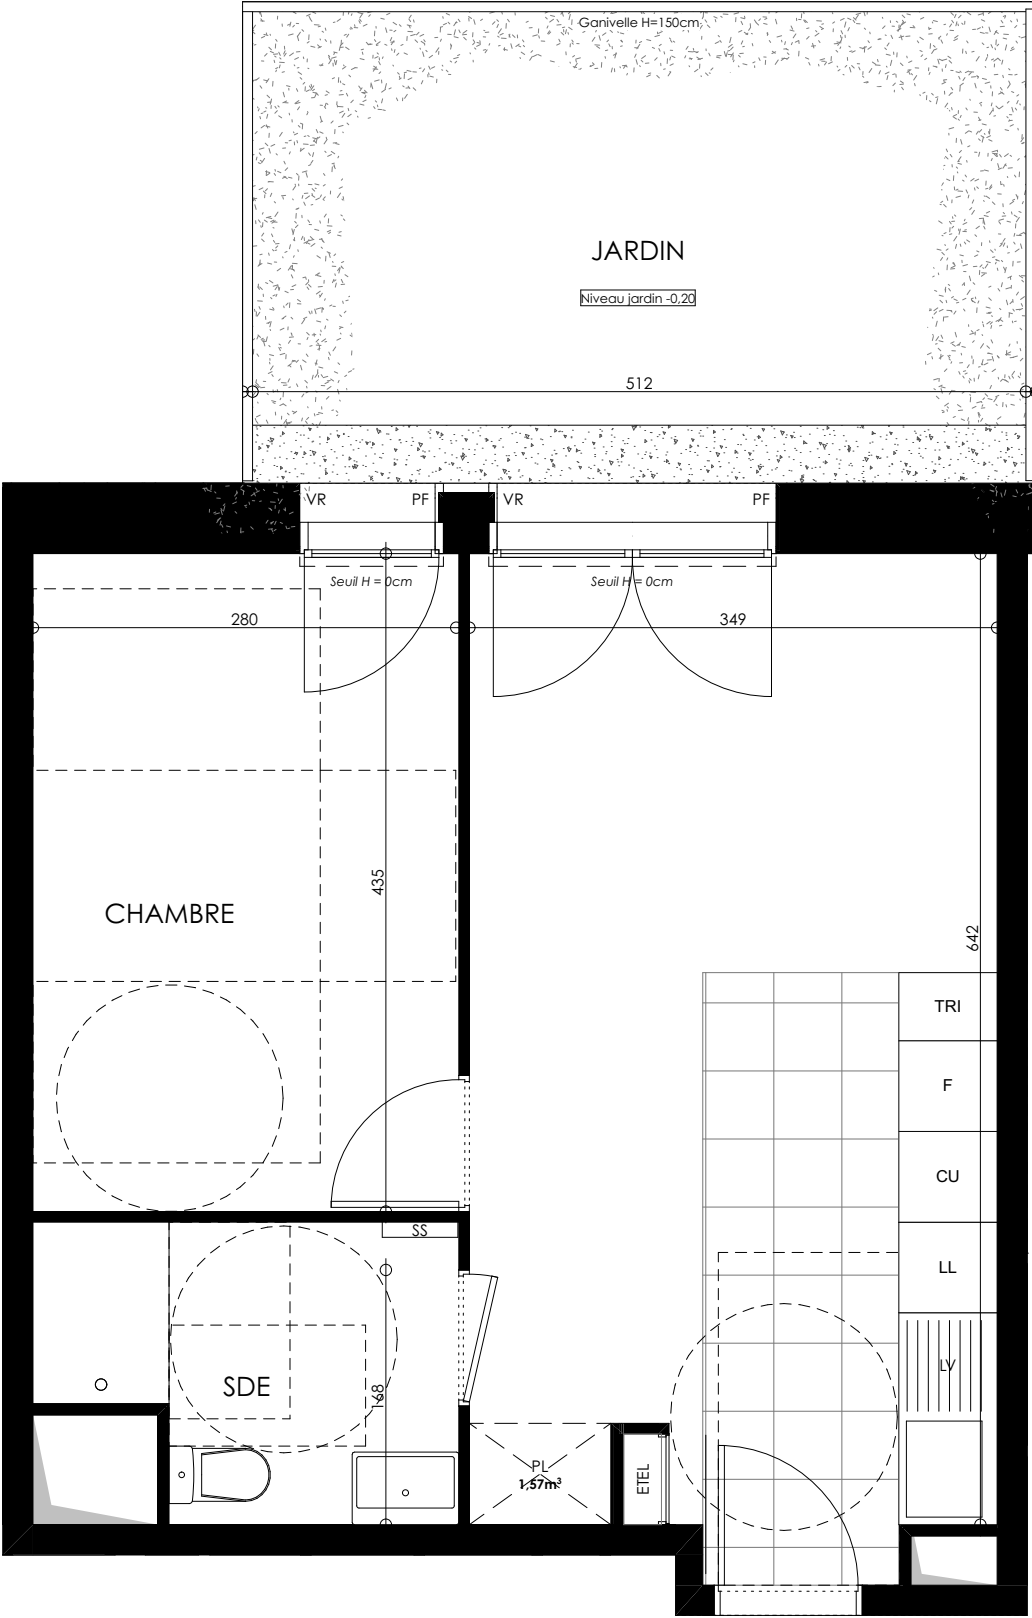 Ganivelle H=150cm
JARDIN
Niveau jardin -0,20
512
VR PF VR PF
Seuil H = 0cm Seuil H = 0cm
280 349
435
CHAMBRE
642
TRI
F
CU
SS
LL
LV
SDE
168
PL
1,57m³
ETEL